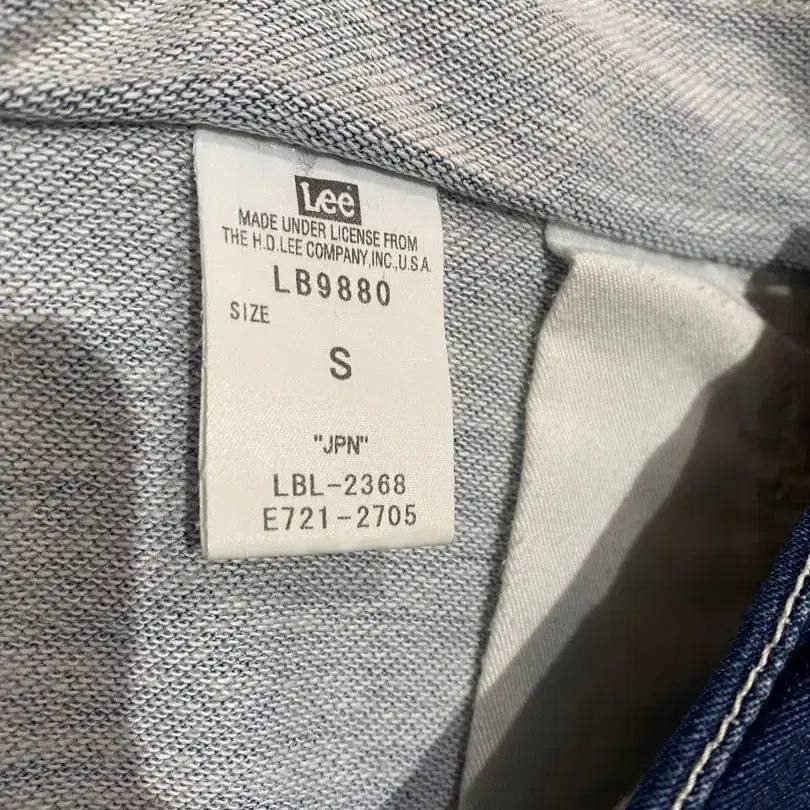 Lee
MADE UNDER LICENSE FROM
THE H.D.LEE COMPANY,INC.,U.S.A.
LB9880
SIZE
S
"JPN"
LBL-2368
E721-2705